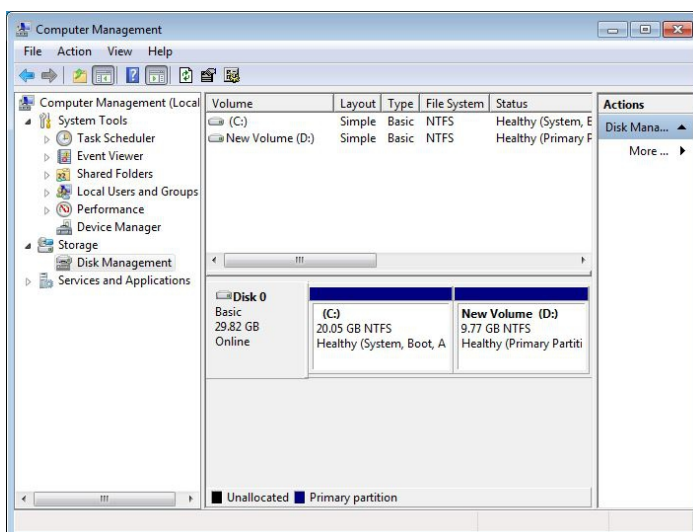 Computer Management
File Action View Help
Computer Management (Local
System Tools
Task Scheduler
Event Viewer
Shared Folders
Local Users and Groups
Performance
Device Manager
Storage
Disk Management
Services and Applications
Volume Layout Type File System Status
(C:) Simple Basic NTFS Healthy (System, B
New Volume (D:) Simple Basic NTFS Healthy (Primary P
Disk 0
Basic
29.82 GB
Online
(C:)
20.05 GB NTFS
Healthy (System, Boot, A
New Volume (D:)
9.77 GB NTFS
Healthy (Primary Partiti
Unallocated Primary partition
Actions
Disk Mana...
More ...